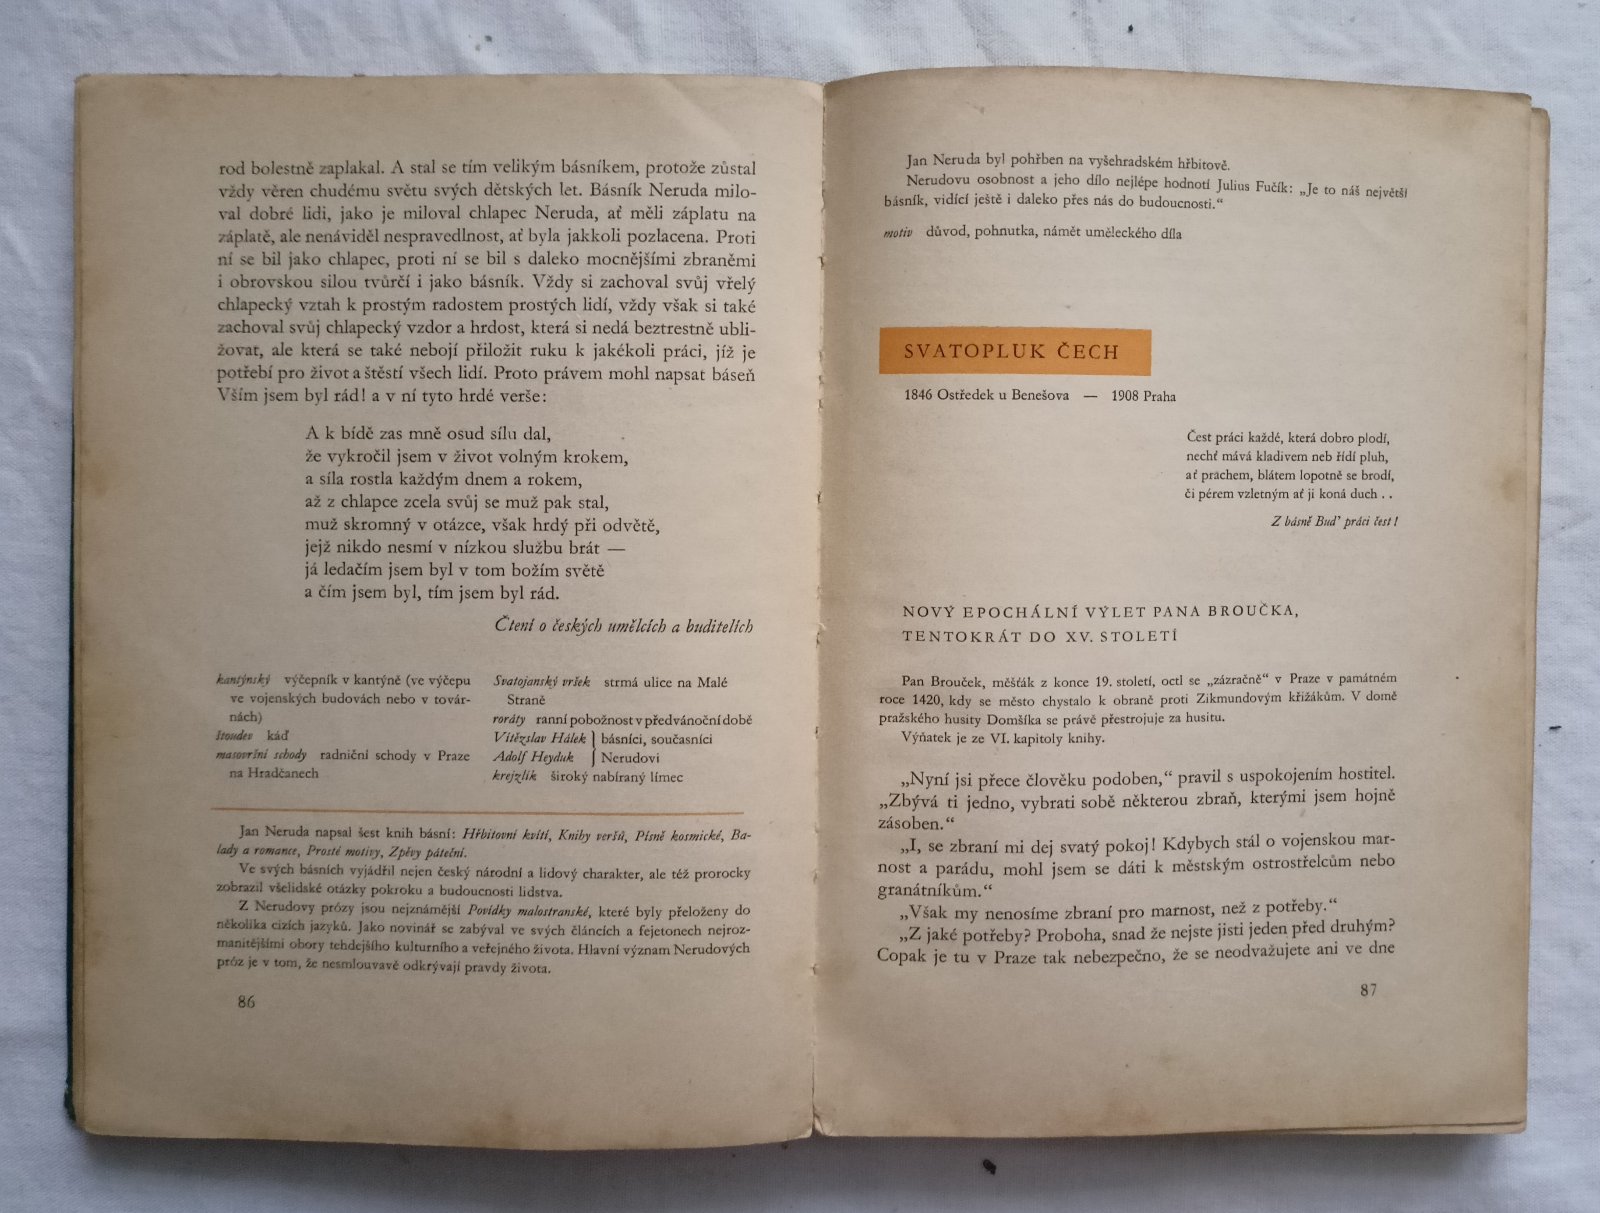 rod bolestně zaplakal. A stal se tím velikým básníkem, protože zůstal
vždy věren chudému světu svých dětských let. Básník Neruda milo-
val dobré lidi, jako je miloval chlapec Neruda, ať měli záplatu na
záplatě, ale nenáviděl nespravedlnost, ať byla jakkoli pozlacena. Proti
ní se bil jako chlapec, proti ní se bil s daleko mocnějšími zbraněmi
i obrovskou silou tvůrčí i jako básník. Vždy si zachoval svůj vřelý
chlapecký vztah k prostým radostem prostých lidí, vždy však si také
zachoval svůj chlapecký vzdor a hrdost, která si nedá beztrestně ubli-
žovat, ale která se také nebojí přiložit ruku k jakékoli práci, jíž je
potřebí pro život a štěstí všech lidí. Proto právem mohl napsat báseň
Vším jsem byl rád! a v ní tyto hrdé verše:
A k bídě zas mně osud sílu dal,
že vykročil jsem v život volným krokem,
a síla rostla každým dnem a rokem,
až z chlapce zcela svůj se muž pak stal,
muž skromný v otázce, však hrdý při odvětě,
jejž nikdo nesmí v nízkou službu brát —
já ledačím jsem byl v tom božím světě
a čím jsem byl, tím jsem byl rád.
Čtení o českých umělcích a buditelích
kantýnský výčepník v kantýně (ve výčepu
ve vojenských budovách nebo v továr-
nách)
štoudev káď
masovržní schody radniční schody v Praze
na Hradčanech
Svatojanský vršek strmá ulice na Malé
Straně
roráty ranní pobožnost v předvánoční době
Vítězslav Hálek } básníci, současníci
Adolf Heyduk } Nerudovi
krejzlík široký nabíraný límec
Jan Neruda napsal šest knih básní: Hřbitovní kvítí, Knihy veršů, Písně kosmické, Ba-
lady a romance, Prosté motivy, Zpěvy páteční.
Ve svých básních vyjádřil nejen český národní a lidový charakter, ale též prorocky
zobrazil všelidské otázky pokroku a budoucnosti lidstva.
Z Nerudovy prózy jsou nejznámější Povídky malostranské, které byly přeloženy do
několika cizích jazyků. Jako novinář se zabýval ve svých článcích a fejetonech nejroz-
manitějšími obory tehdejšího kulturního a veřejného života. Hlavní význam Nerudových
próz je v tom, že nesmlouvavě odkrývají pravdy života.
86
Jan Neruda byl pohřben na vyšehradském hřbitově.
Nerudovu osobnost a jeho dílo nejlépe hodnotí Julius Fučík: „Je to náš největší
básník, vidící ještě i daleko přes nás do budoucnosti.“
motiv důvod, pohnutka, námět uměleckého díla
SVATOPLUK ČECH
1846 Ostředek u Benešova — 1908 Praha
Čest práci každé, která dobro plodí,
nechť mává kladivem neb řídí pluh,
ať prachem, blátem lopotně se brodí,
či pérem vzletným ať ji koná duch . .
Z básně Buď práci čest!
NOVÝ EPOCHÁLNÍ VÝLET PANA BROUČKA,
TENTOKRÁT DO XV. STOLETÍ
Pan Brouček, měšťák z konce 19. století, octl se „zázračně“ v Praze v památném
roce 1420, kdy se město chystalo k obraně proti Zikmundovým křižákům. V domě
pražského husity Domšíka se právě přestrojuje za husitu.
Výňatek je ze VI. kapitoly knihy.
„Nyní jsi přece člověku podoben,“ pravil s uspokojením hostitel.
„Zbývá ti jedno, vybrati sobě některou zbraň, kterými jsem hojně
zásoben.“
„I, se zbraní mi dej svatý pokoj! Kdybych stál o vojenskou mar-
nost a parádu, mohl jsem se dáti k městským ostrostřelcům nebo
granátníkům.“
„Však my nenosíme zbraní pro marnost, než z potřeby.“
„Z jaké potřeby? Proboha, snad že nejste jisti jeden před druhým?
Copak je tu v Praze tak nebezpečno, že se neodvažujete ani ve dne
87